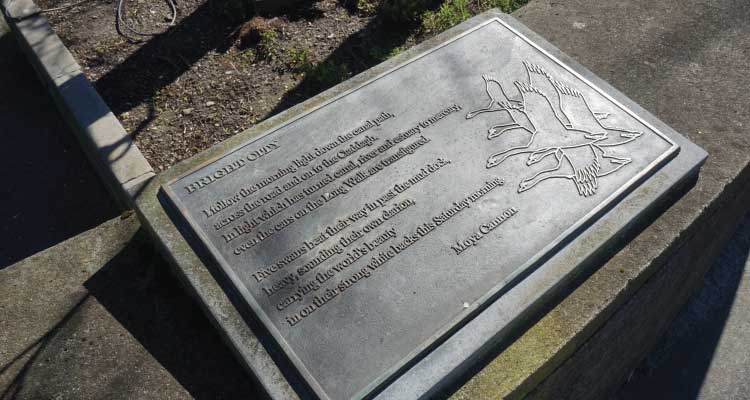 BRIGHT CITY
I follow the morning light down the canal path,
across the road and on to the Claddagh.
In light which has turned canal, river and estuary to mercury,
even the cars on the Long Walk are transfigured.
Five swans beat their way in past the mud dock,
heavy, sounding their own clarion,
carrying the world's beauty
in on their strong white backs this Saturday morning.
Moya Cannon